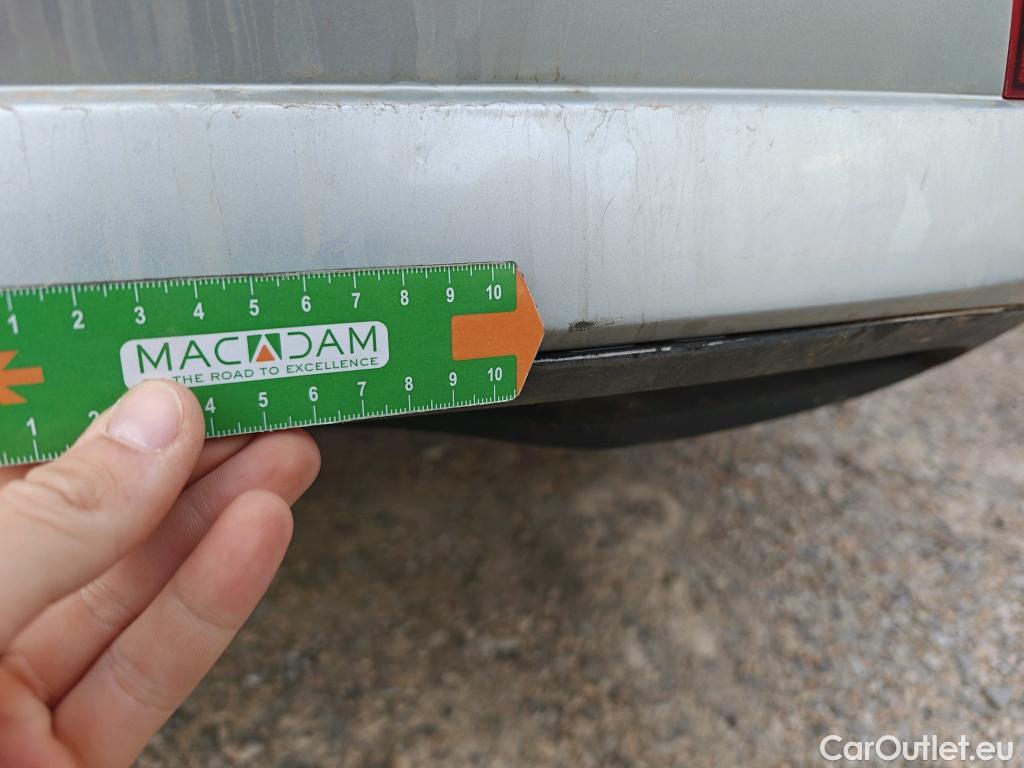 1 2 3 4 5 6 7 8 9 10
MACADAM
THE ROAD TO EXCELLENCE
1 2 4 5 6 7 8 9 10
CarOutlet.eu